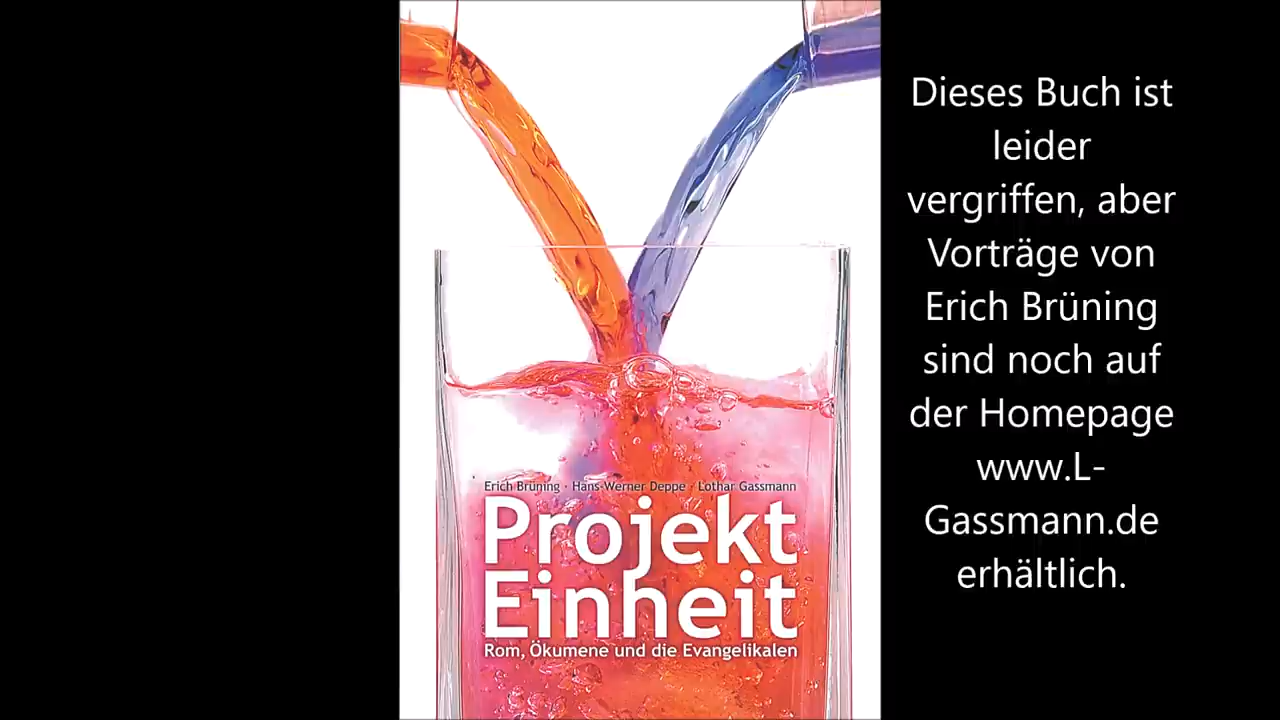 Erich Brüning · Hans-Werner Deppe · Lothar Gassmann
Projekt
Einheit
Rom, Ökumene und die Evangelikalen
Dieses Buch ist
leider
vergriffen, aber
Vorträge von
Erich Brüning
sind noch auf
der Homepage
www.L-
Gassmann.de
erhältlich.